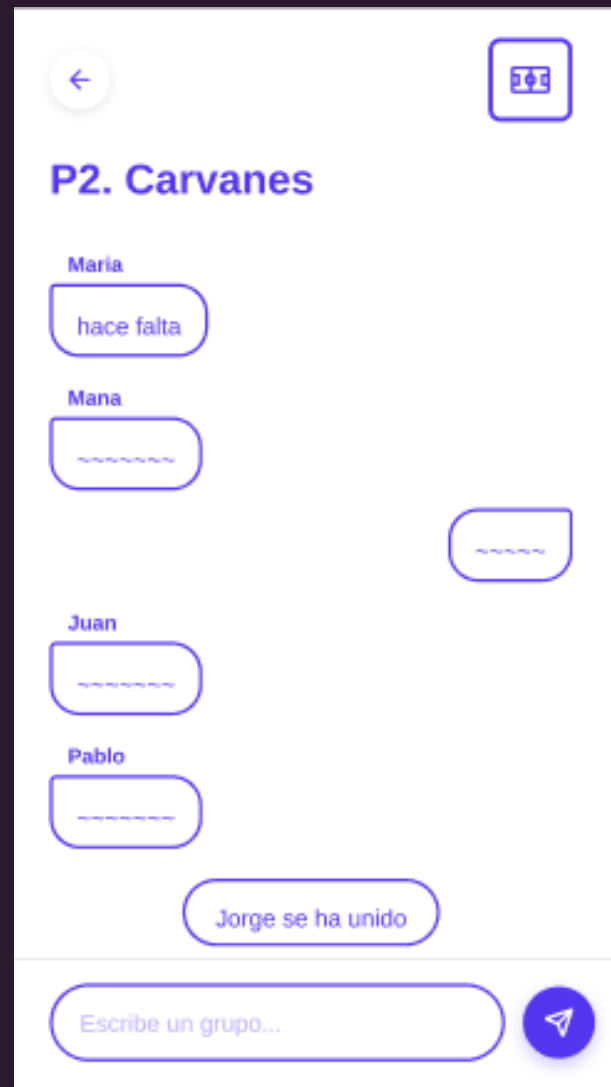 P2. Carvanes
Maria
hace falta
Mana
~~~~~~~
~~~~~
Juan
~~~~~~~
Pablo
~~~~~~~
Jorge se ha unido
Escribe un grupo...